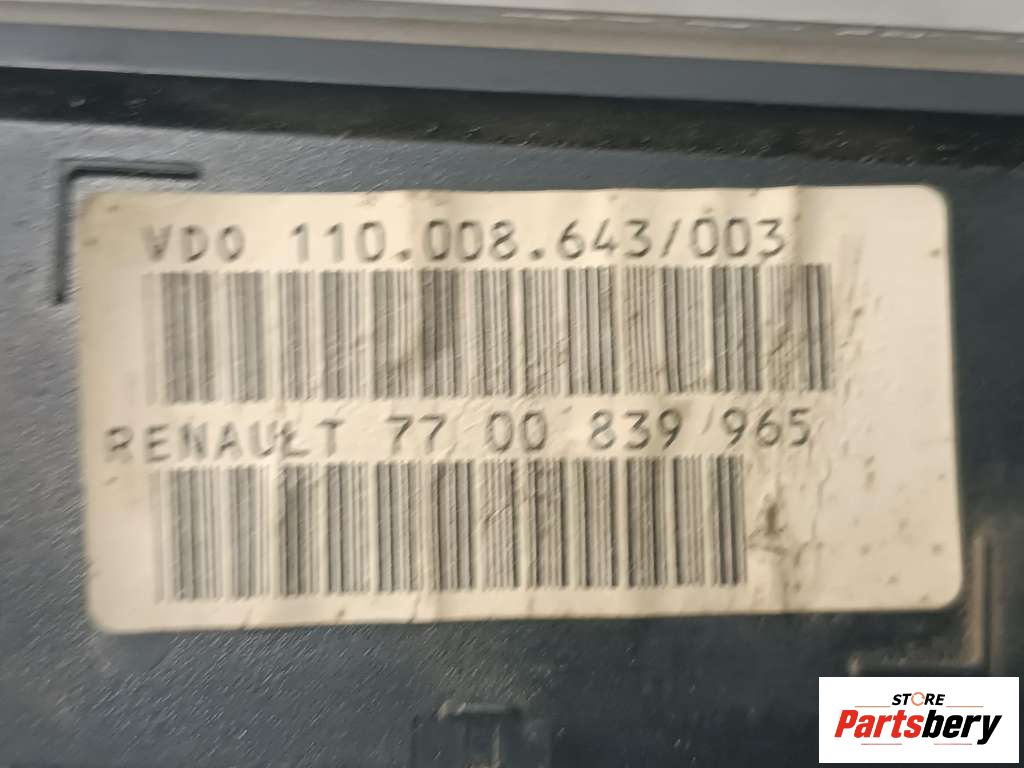 VDO 110.008.643/003
RENAULT 77 00 839 965
STORE
Partsbery